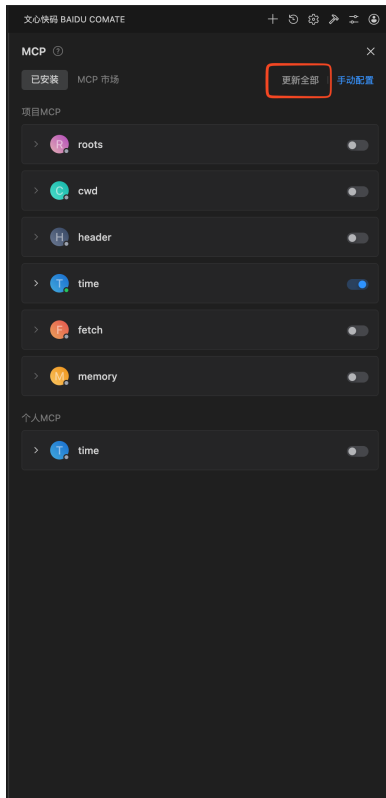 文心快码 BAIDU COMATE
MCP ?
已安装 MCP 市场 更新全部 手动配置
项目MCP
R roots
C cwd
H header
T time
F fetch
M memory
个人MCP
T time